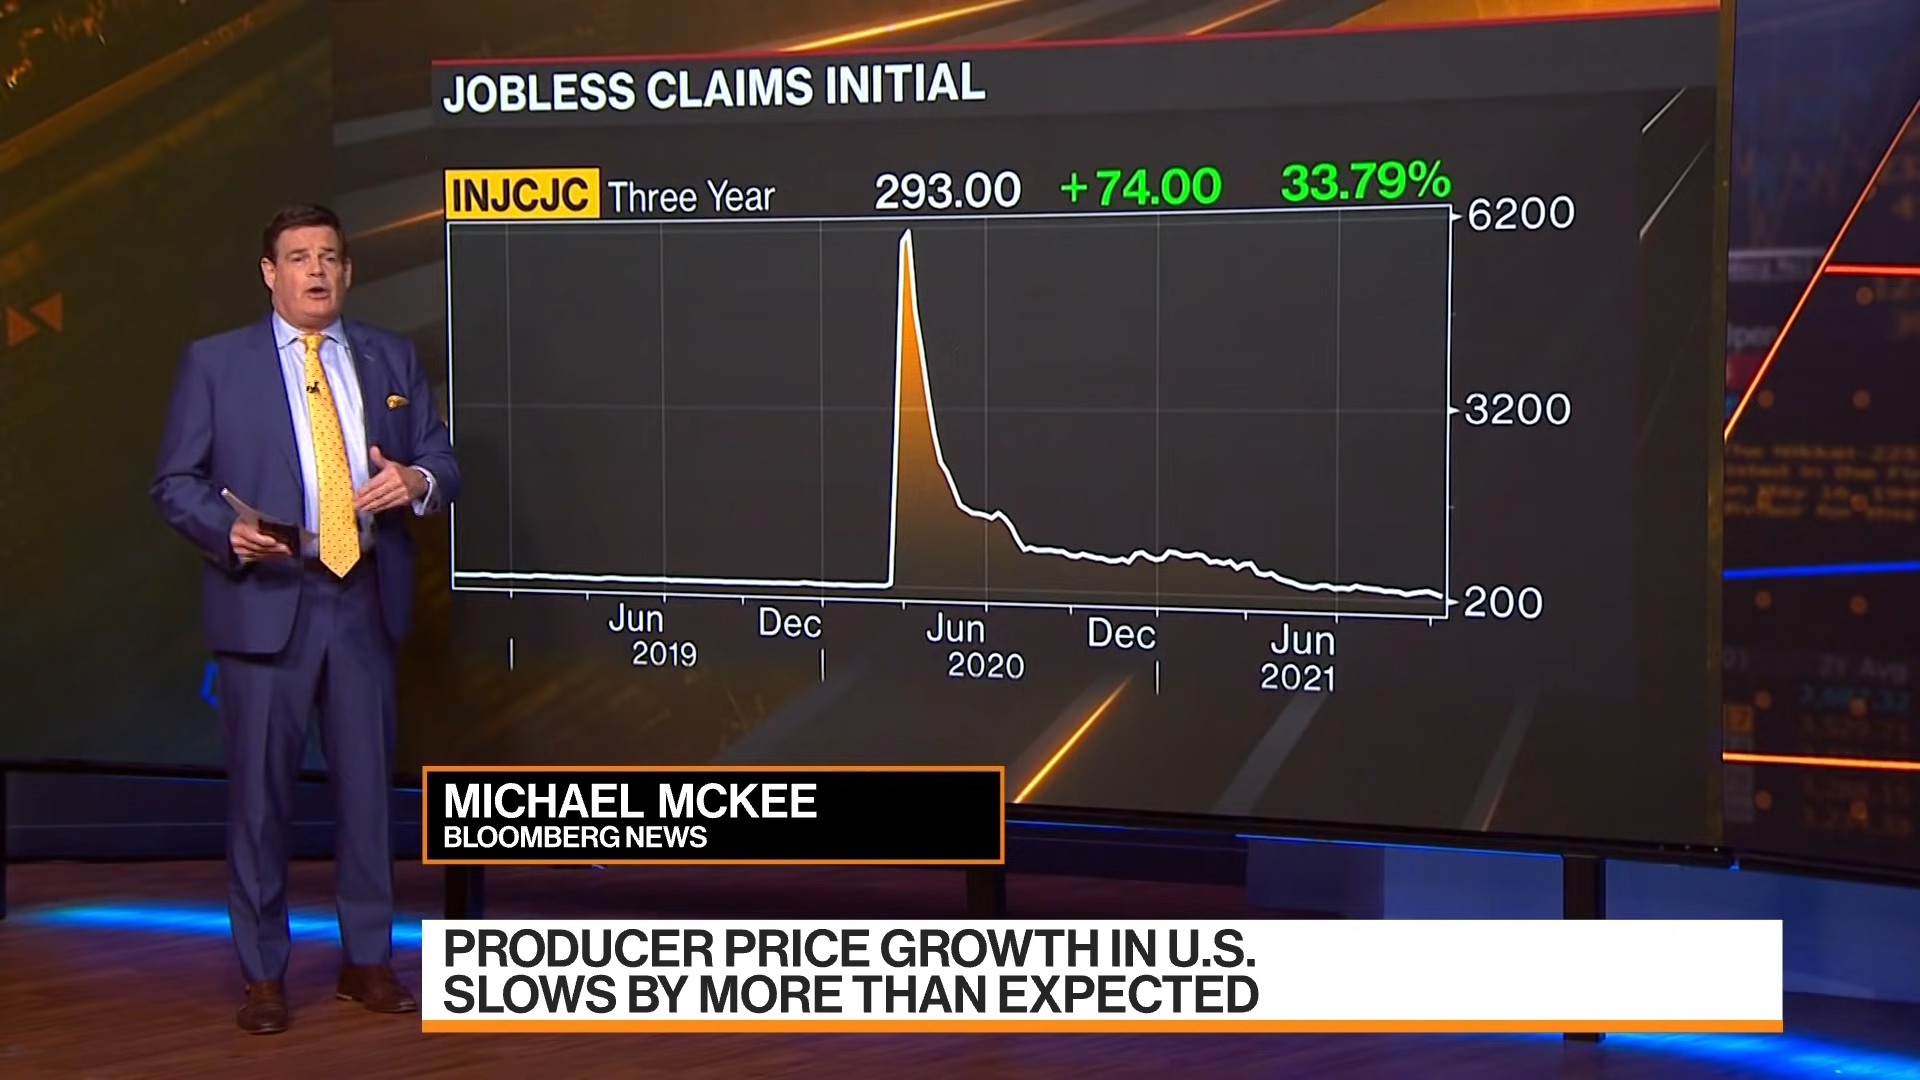 JOBLESS CLAIMS INITIAL
INJCJC Three Year 293.00 +74.00 33.79%
6200
3200
200
Jun Dec Jun Dec Jun
2019 2020 2021
MICHAEL MCKEE
BLOOMBERG NEWS
PRODUCER PRICE GROWTH IN U.S.
SLOWS BY MORE THAN EXPECTED